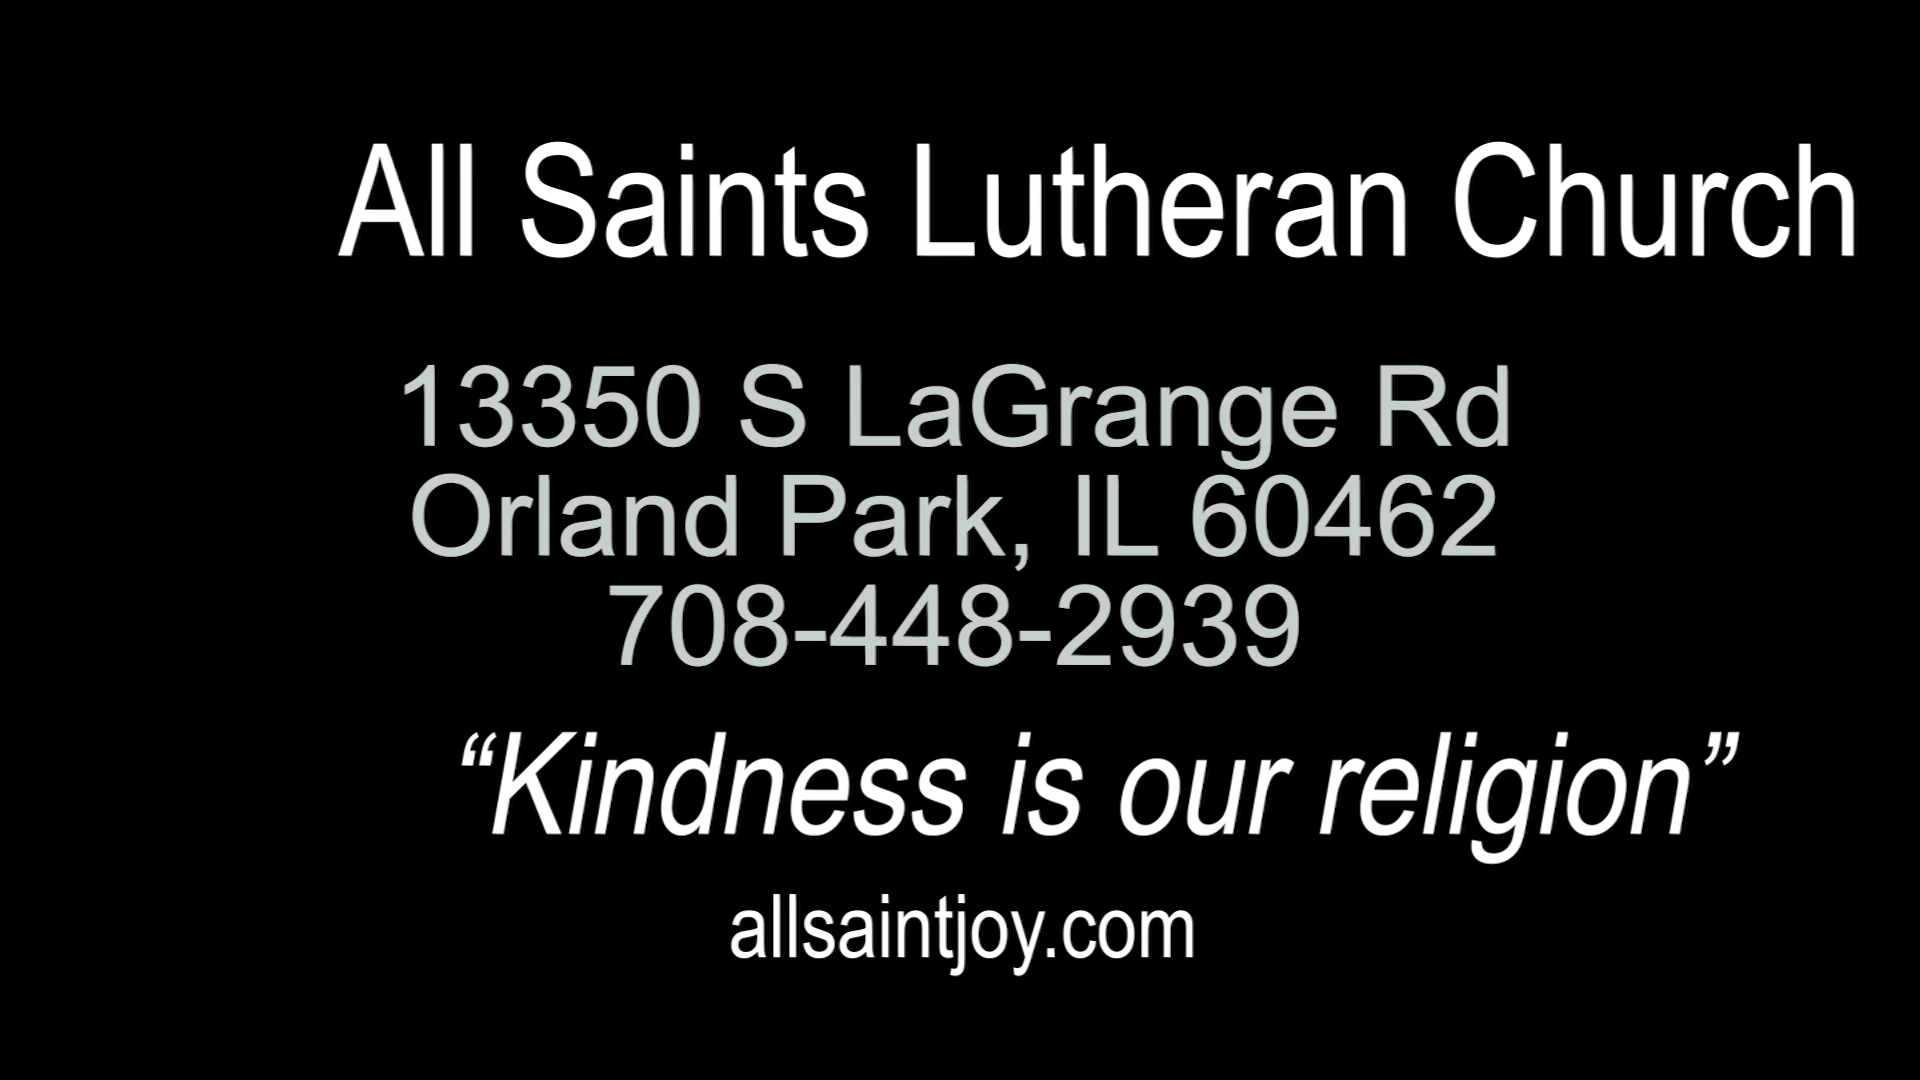 All Saints Lutheran Church
13350 S LaGrange Rd
Orland Park, IL 60462
708-448-2939
“Kindness is our religion”
allsaintjoy.com